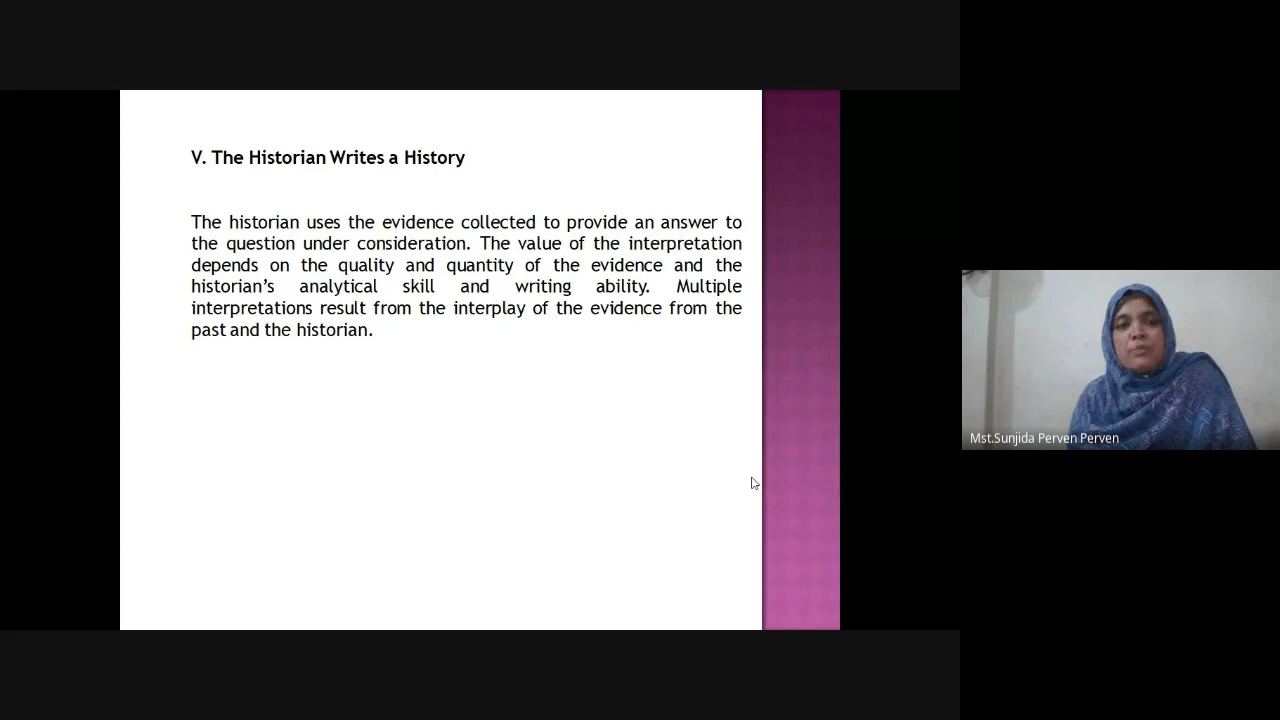 V. The Historian Writes a History
The historian uses the evidence collected to provide an answer to
the question under consideration. The value of the interpretation
depends on the quality and quantity of the evidence and the
historian's analytical skill and writing ability. Multiple
interpretations result from the interplay of the evidence from the
past and the historian.
Mst.Sunjida Perven Perven